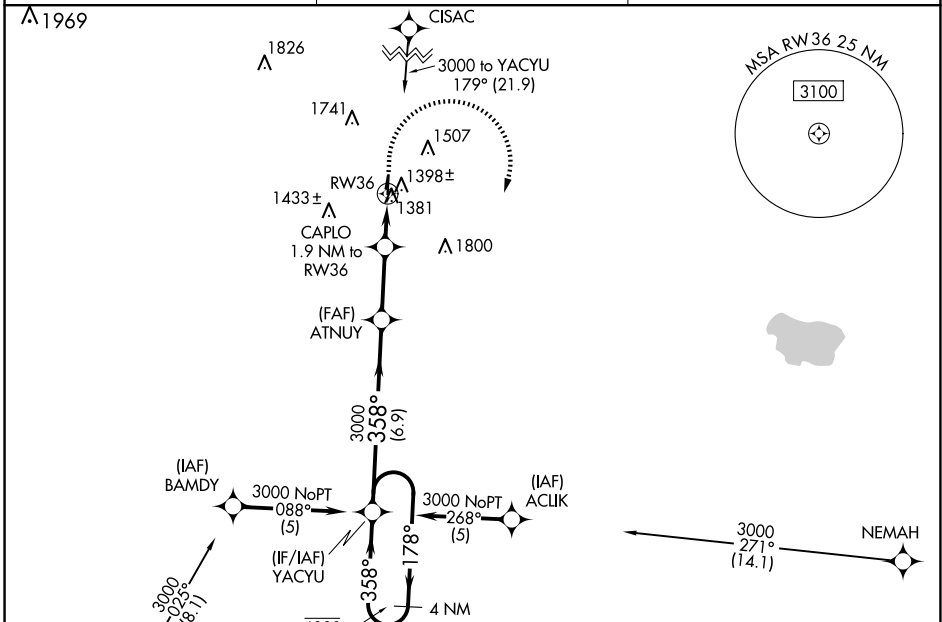 1969
CISAC
1826
3000 to YACYU
179° (21.9)
MSA RW36 25 NM
3100
1741
1507
RW36
1398±
1433±
1381
CAPLO
1.9 NM to
RW36
1800
(FAF)
ATNUY
3000
358°
(6.9)
(IAF)
BAMDY
3000 NoPT
088°
(5)
(IAF)
ACLIK
3000 NoPT
268°
(5)
(IF/IAF)
YACYU
178°
358°
NEMAH
3000
271°
(14.1)
3000
025°
4 NM